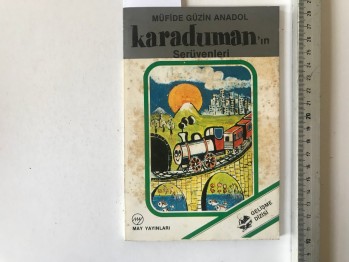 MÜFİDE GÜZİN ANADOL
karaduman'ın
Serüvenleri
MAY YAYINLARI
GELİŞME
DİZİSİ